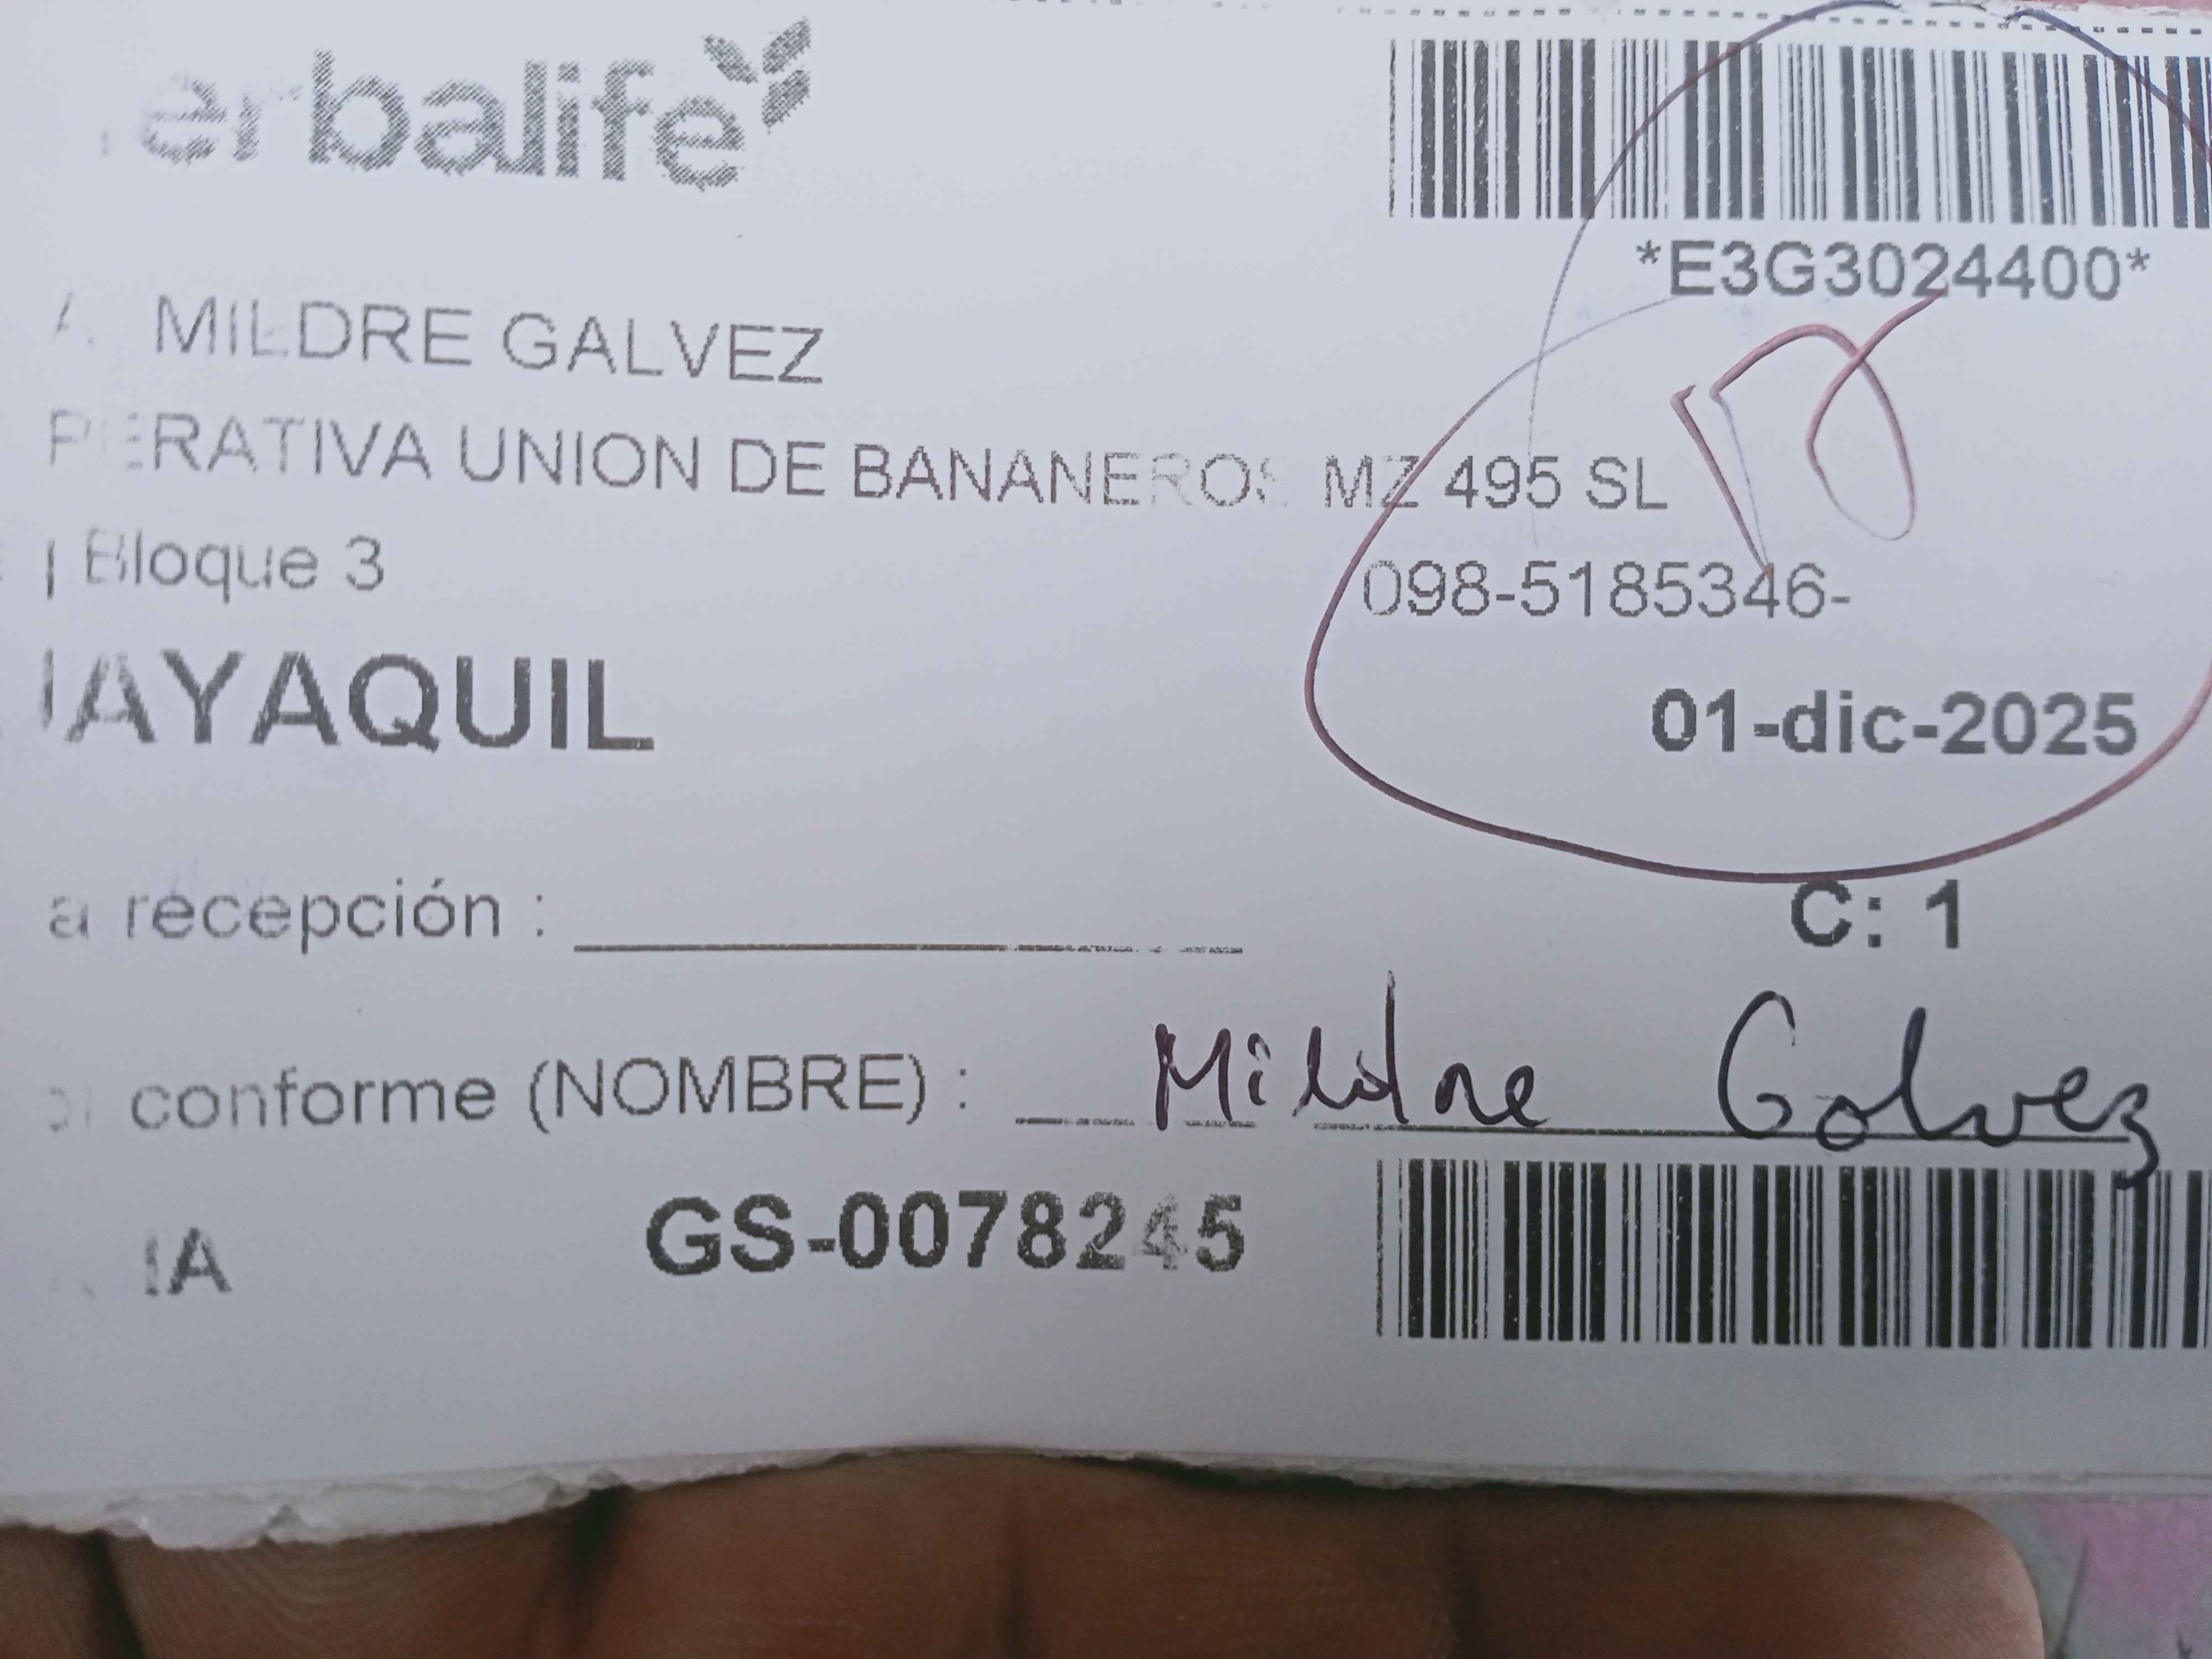 erbalife
*E3G3024400*
A MILDRE GALVEZ
PERATIVA UNION DE BANANEROS MZ 495 SL
Bloque 3
098-5185346-
AYAQUIL
01-dic-2025
a recepción :
C: 1
conforme (NOMBRE) : Mildre Galvez
IA GS-0078245